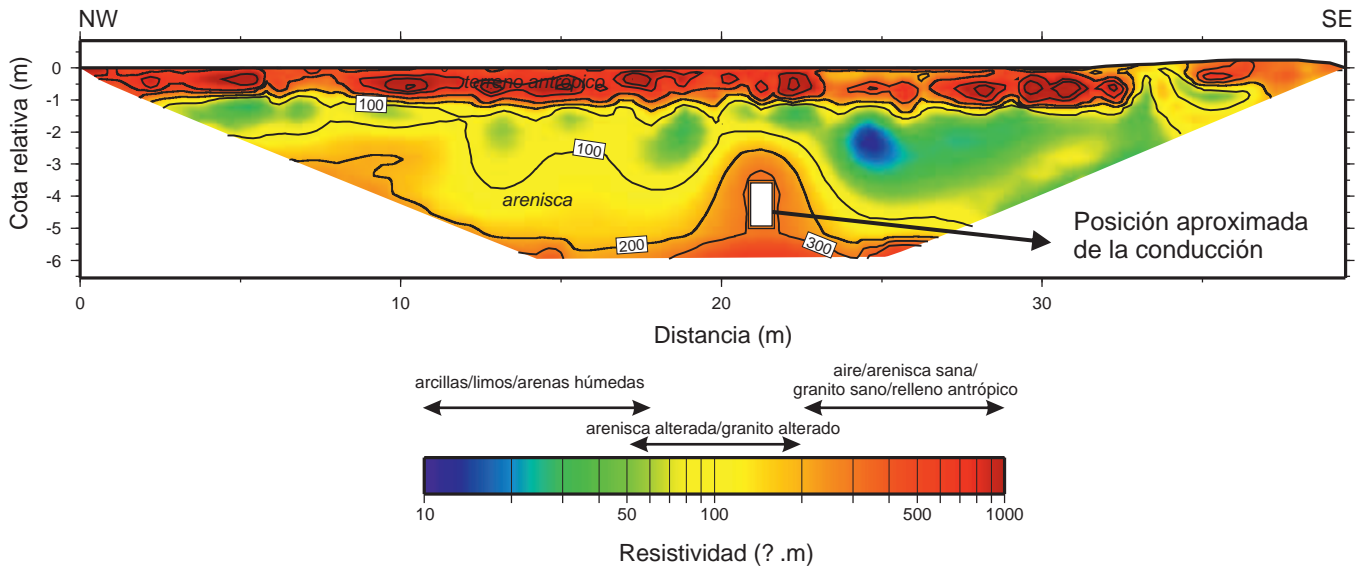 NW
SE
Cota relativa (m)
0
-1
-2
-3
-4
-5
-6
terreno antrópico
100
100
arenisca
200
300
Posición aproximada
de la conducción
0
10
20
30
Distancia (m)
arcillas/limos/arenas húmedas
aire/arenisca sana/
granito sano/relleno antrópico
arenisca alterada/granito alterado
10
50
100
500
1000
Resistividad (? .m)